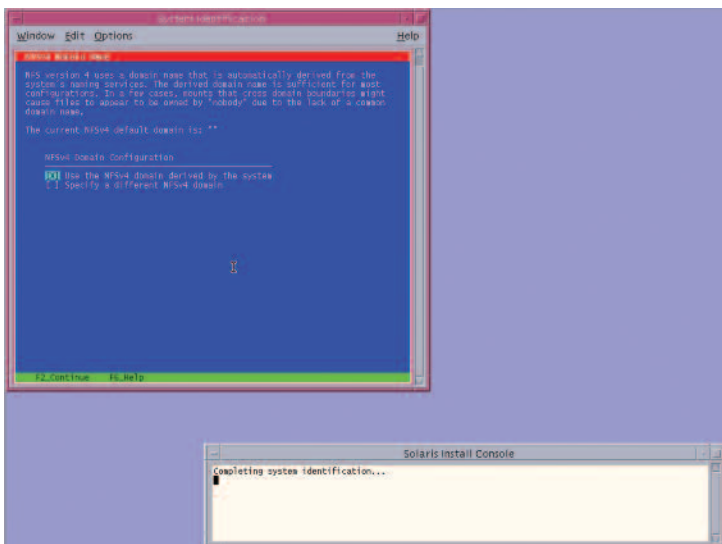 System Identification
Window Edit Options Help
NFSv4 Domain Name
NFS version 4 uses a domain name that is automatically derived from the
system's naming services. The derived domain name is sufficient for most
configurations. In a few cases, mounts that cross domain boundaries might
cause files to appear to be owned by "nobody" due to the lack of a common
domain name.
The current NFSv4 default domain is: ""
NFSv4 Domain Configuration
[O] Use the NFSv4 domain derived by the system
[ ] Specify a different NFSv4 domain
F2_Continue F6_Help
Solaris Install Console
Completing system identification...